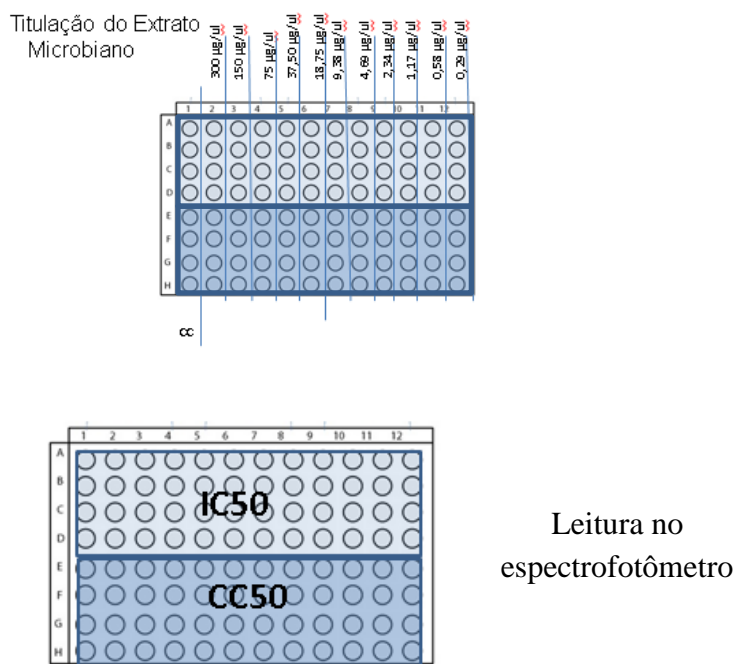 Titulação do Extrato
Microbiano
300 µg/ul
150 µg/ul
75 µg/ul
37,50 µg/ul
18,75 µg/ul
9,38 µg/ul
4,69 µg/ul
2,34 µg/ul
1,17 µg/ul
0,58 µg/ul
0,29 µg/ul
1 2 3 4 5 6 7 8 9 10 1 12
A
B
C
D
E
F
G
H
CC
1 2 3 4 5 6 7 8 9 10 11 12
A
B
C
D
E
F
G
H
IC50
CC50
Leitura no
espectrofotômetro